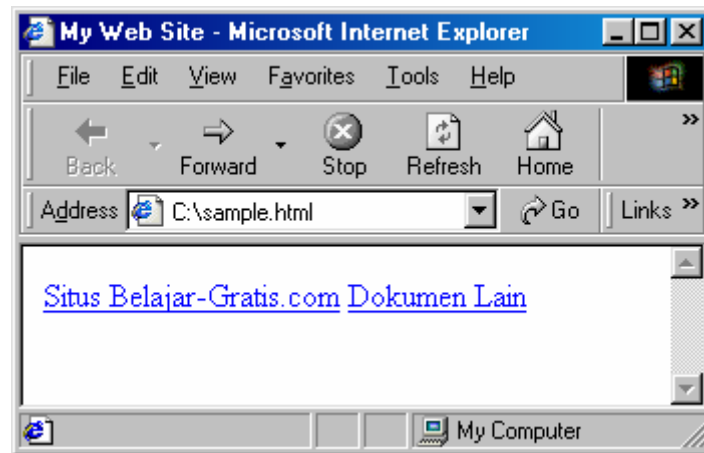 My Web Site - Microsoft Internet Explorer
File Edit View Favorites Tools Help
Back Forward Stop Refresh Home »
Address C:\sample.html Go Links »
Situs Belajar-Gratis.com Dokumen Lain
My Computer